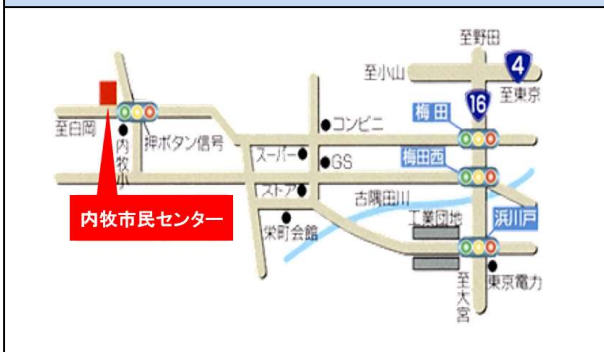 至野田
4
至小山
至東京
16
梅田
コンビニ
至白岡
押ボタン信号
内牧小
スーパー
GS
梅田西
ストア
古隅田川
内牧市民センター
栄町会館
工業団地
浜川戸
東京電力
至大宮